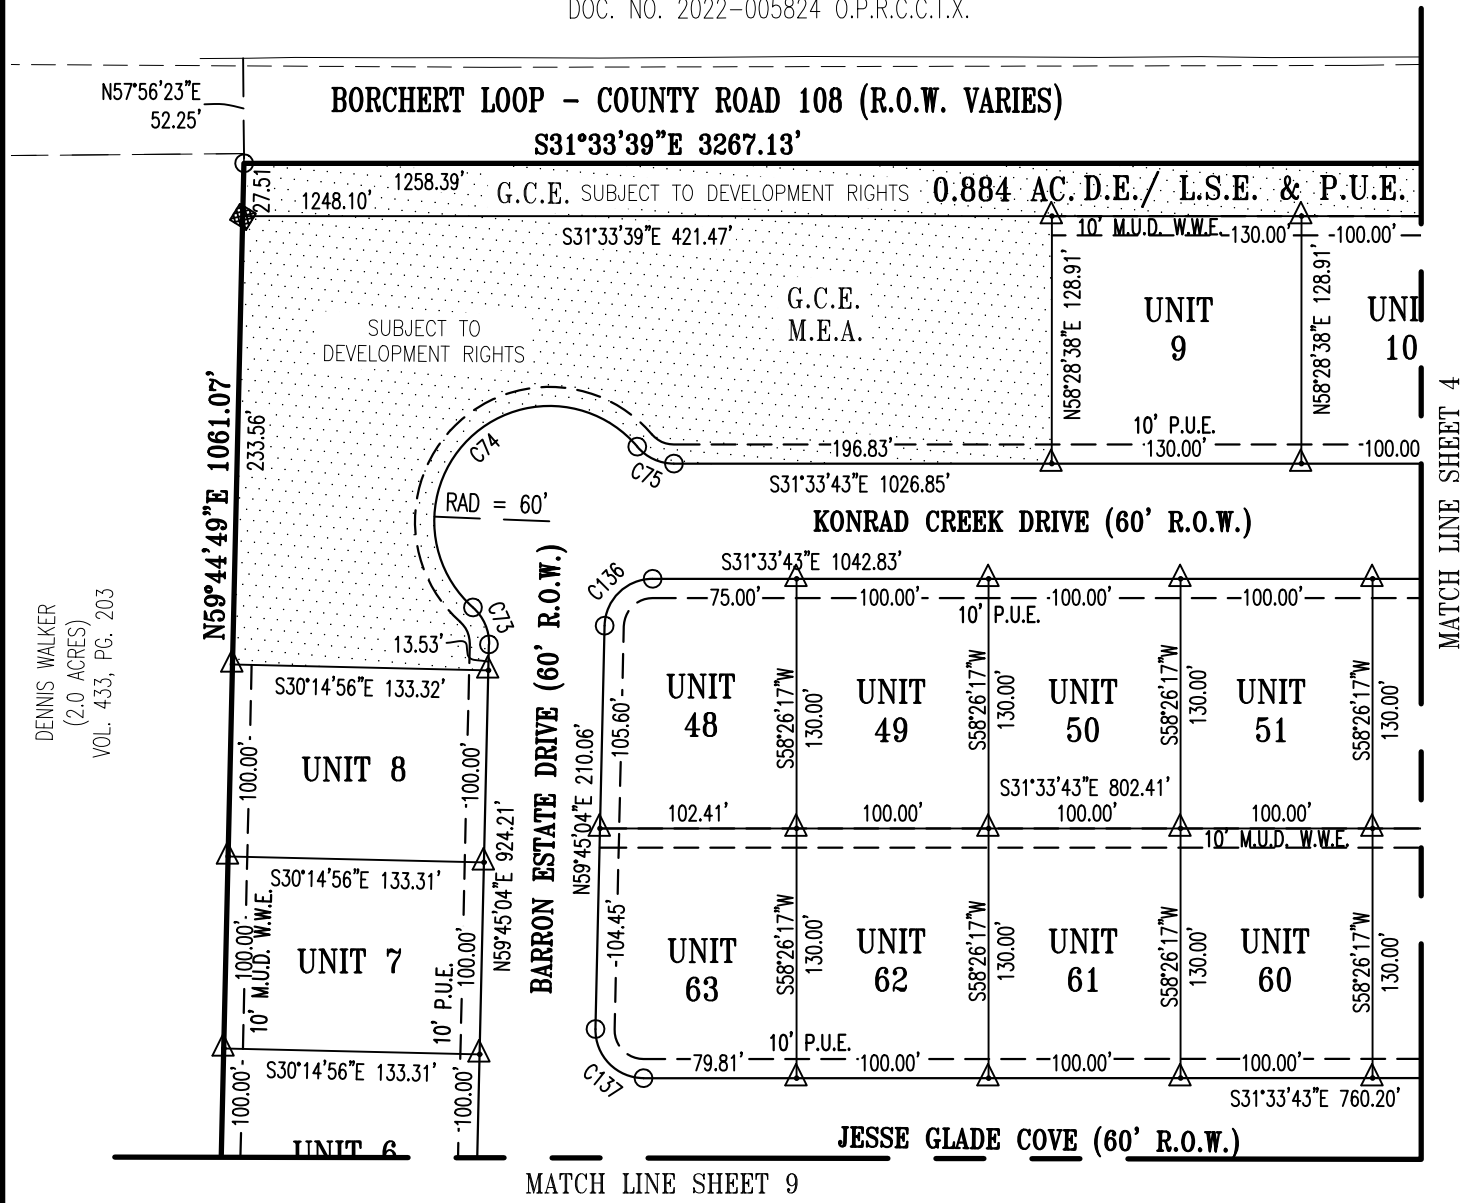 DOC. NO. 2022-005824 O.P.R.C.C.T.X.
N57°56'23"E
52.25'
BORCHERT LOOP - COUNTY ROAD 108 (R.O.W. VARIES)
S31°33'39"E 3267.13'
27.51
1248.10'
1258.39'
G.C.E. SUBJECT TO DEVELOPMENT RIGHTS 0.884 AC. D.E./ L.S.E. & P.U.E.
S31°33'39"E 421.47'
10' M.U.D. W.W.E.
130.00'
100.00'
SUBJECT TO
DEVELOPMENT RIGHTS
G.C.E.
M.E.A.
N58°28'38"E 128.91'
UNIT
9
N58°28'38"E 128.91'
UNI
10
10' P.U.E.
196.83'
130.00'
100.00
S31°33'43"E 1026.85'
MATCH LINE SHEET 4
N59°44'49"E 1061.07'
233.56'
C74
C75
RAD = 60'
KONRAD CREEK DRIVE (60' R.O.W.)
S31°33'43"E 1042.83'
C136
C73
13.53'
75.00'
100.00'
100.00'
100.00'
10' P.U.E.
DENNIS WALKER
(2.0 ACRES)
VOL. 433, PG. 203
S30°14'56"E 133.32'
100.00'
UNIT 8
100.00'
BARRON ESTATE DRIVE (60' R.O.W.)
N59°45'04"E 210.06'
105.60'
UNIT
48
S58°26'17"W
130.00'
UNIT
49
S58°26'17"W
130.00'
UNIT
50
S58°26'17"W
130.00'
UNIT
51
S58°26'17"W
130.00'
S31°33'43"E 802.41'
102.41'
100.00'
100.00'
100.00'
10' M.U.D. W.W.E.
N59°45'04"E 924.21'
S30°14'56"E 133.31'
100.00'
10' M.U.D. W.W.E.
UNIT 7
10' P.U.E.
100.00'
104.45'
UNIT
63
S58°26'17"W
130.00'
UNIT
62
S58°26'17"W
130.00'
UNIT
61
S58°26'17"W
130.00'
UNIT
60
S58°26'17"W
130.00'
10' P.U.E.
79.81'
100.00'
100.00'
100.00'
C137
S31°33'43"E 760.20'
S30°14'56"E 133.31'
100.00'
100.00'
UNIT 6
JESSE GLADE COVE (60' R.O.W.)
MATCH LINE SHEET 9